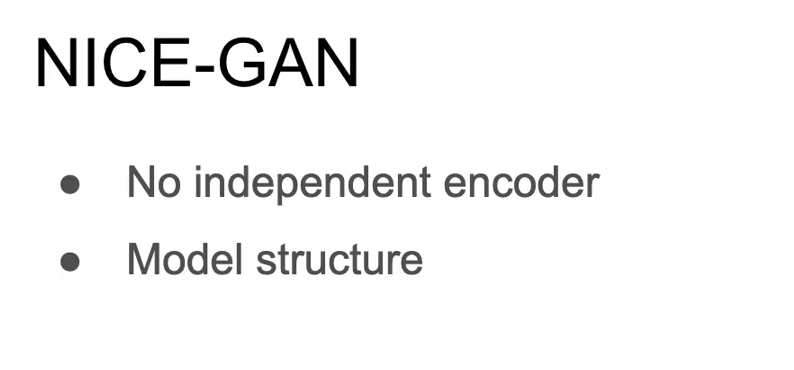 NICE-GAN
● No independent encoder
● Model structure